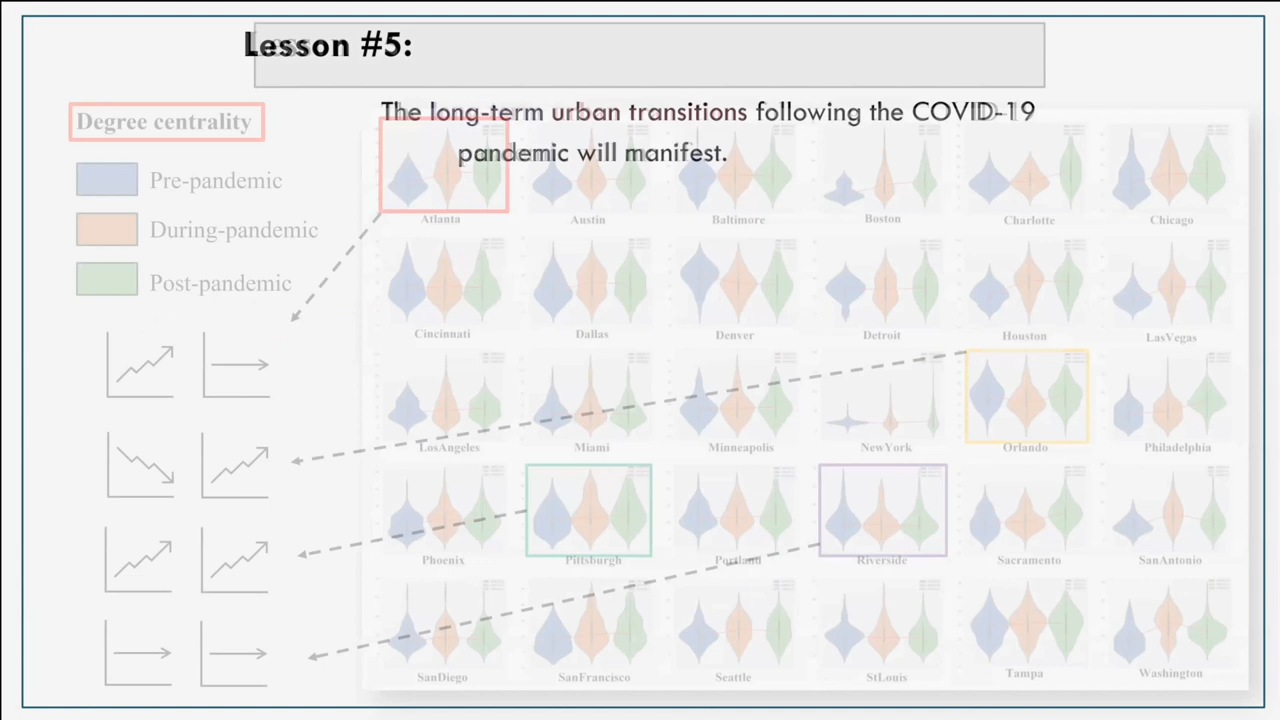 Lesson #5:
The long-term urban transitions following the COVID-19
pandemic will manifest.
Degree centrality
Pre-pandemic
During-pandemic
Post-pandemic
Atlanta
Austin
Baltimore
Boston
Charlotte
Chicago
Cincinnati
Dallas
Denver
Detroit
Houston
LasVegas
LosAngeles
Miami
Minneapolis
NewYork
Orlando
Philadelphia
Phoenix
Pittsburgh
Portland
Riverside
Sacramento
SanAntonio
SanDiego
SanFrancisco
Seattle
StLouis
Tampa
Washington